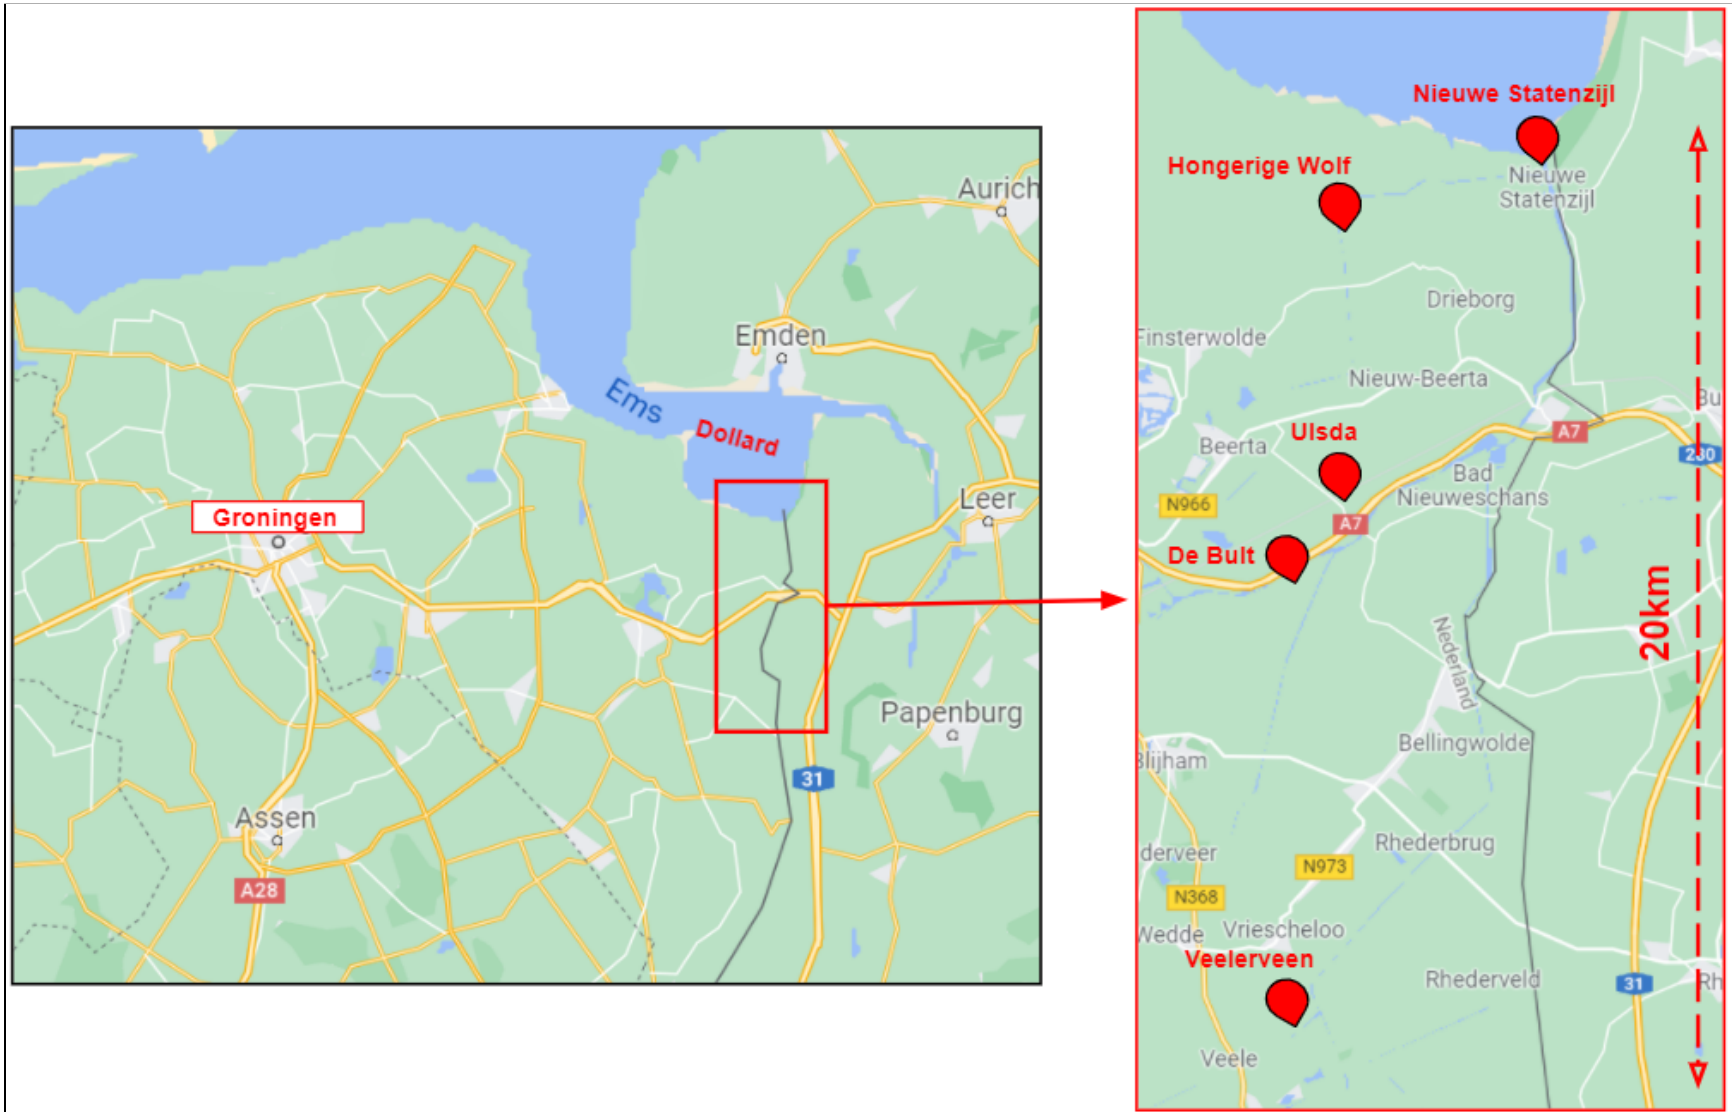 Aurich
Emden
Ems
Dollard
Leer
Groningen
Papenburg
31
Assen
A28
Nieuwe Statenzijl
Hongerige Wolf
Nieuwe
Statenzijl
Drieborg
Finsterwolde
Nieuw-Beerta
Bu
Ulsda
A7
Beerta
280
Bad
Nieuweschans
N966
A7
De Bult
20km
Nederland
Bellingwolde
Blijham
Rhederbrug
derveer
N973
N368
Wedde
Vriescheloo
Veelerveen
Rhederveld
31
Rh
Veele